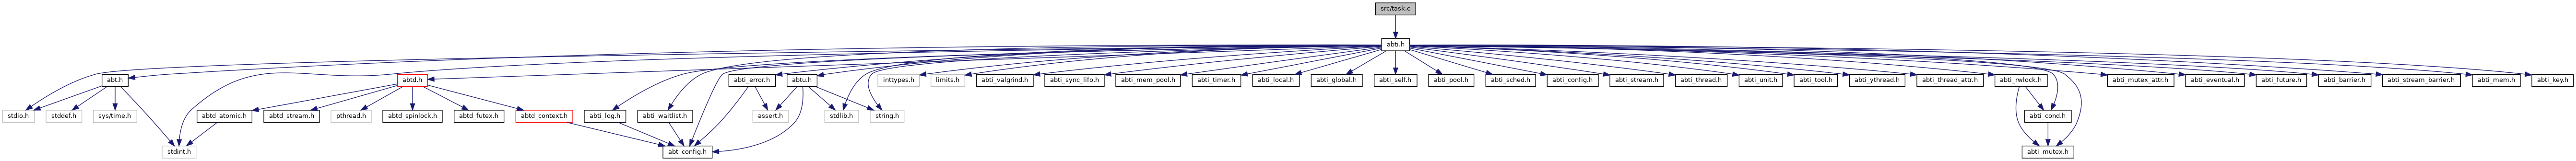 src/task.c
abti.h
abt.h
abtd.h
abti_error.h
abtu.h
inttypes.h
limits.h
abti_valgrind.h
abti_sync_lifo.h
abti_mem_pool.h
abti_timer.h
abti_local.h
abti_global.h
abti_self.h
abti_pool.h
abti_sched.h
abti_config.h
abti_stream.h
abti_thread.h
abti_unit.h
abti_tool.h
abti_ythread.h
abti_thread_attr.h
abti_rwlock.h
abti_mutex_attr.h
abti_eventual.h
abti_future.h
abti_barrier.h
abti_stream_barrier.h
abti_mem.h
abti_key.h
stdio.h
stddef.h
sys/time.h
abtd_atomic.h
abtd_stream.h
pthread.h
abtd_spinlock.h
abtd_futex.h
abtd_context.h
abti_log.h
abti_waitlist.h
assert.h
stdlib.h
string.h
abti_cond.h
stdint.h
abt_config.h
abti_mutex.h